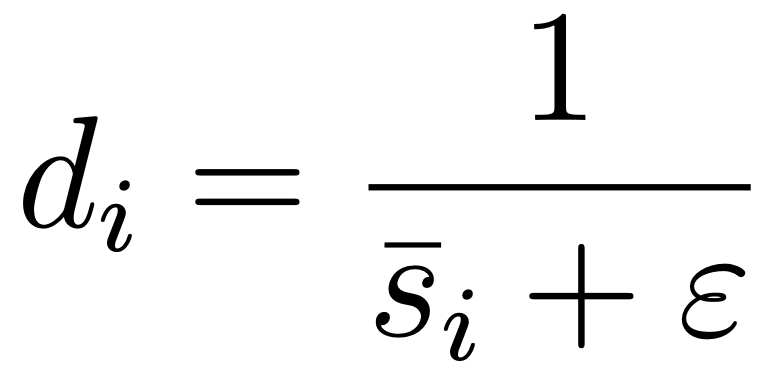 d_i = \frac{1}{\bar{s}_i + \varepsilon}